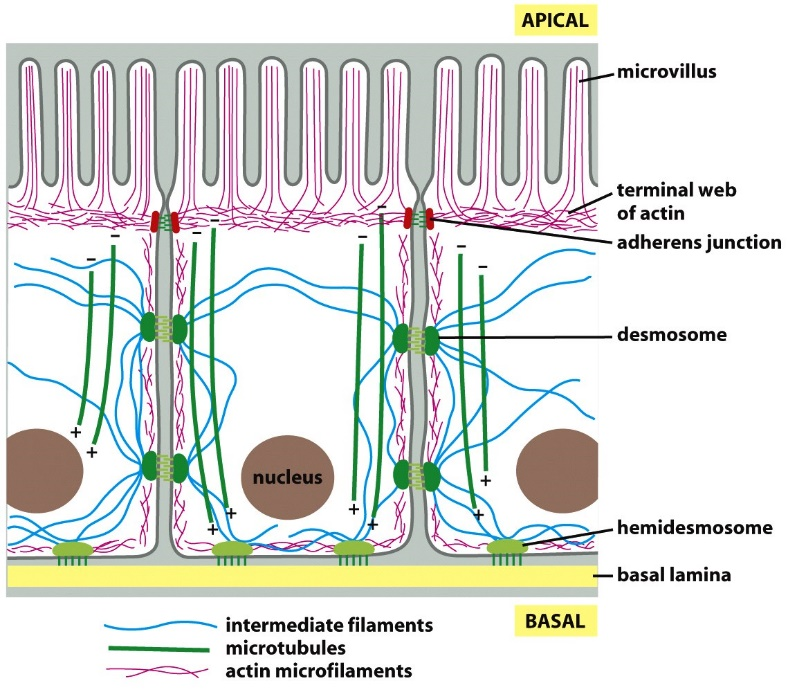 APICAL
microvillus
terminal web
of actin
adherens junction
desmosome
nucleus
hemidesmosome
basal lamina
BASAL
intermediate filaments
microtubules
actin microfilaments
− − − − − − − −
+ + + + + + + +